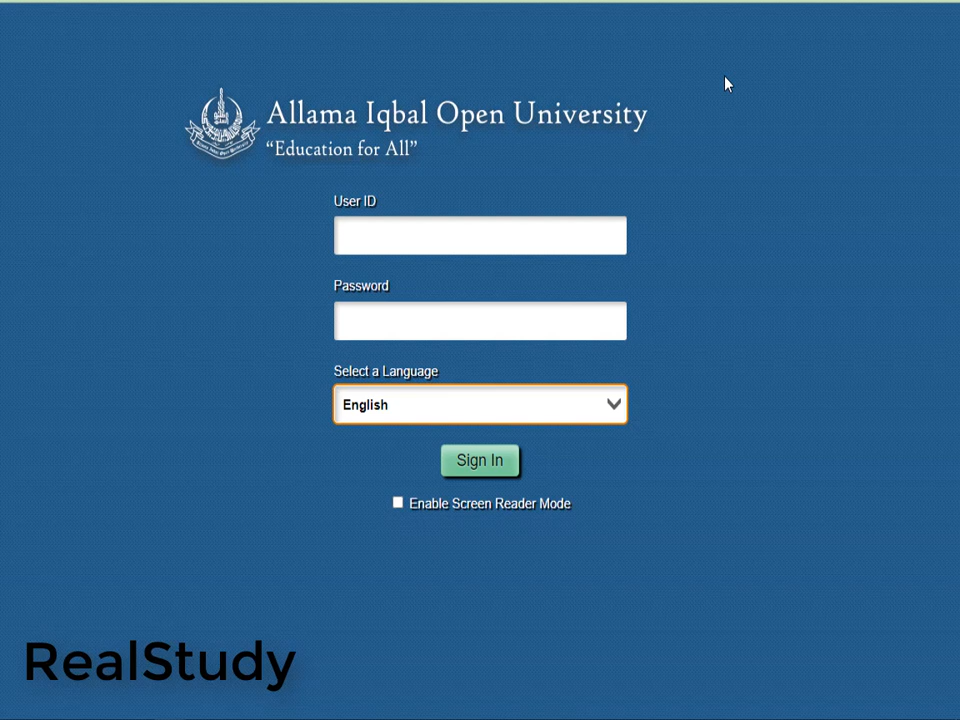 Allama Iqbal Open University
“Education for All”
User ID
Password
Select a Language
English
Sign In
Enable Screen Reader Mode
RealStudy